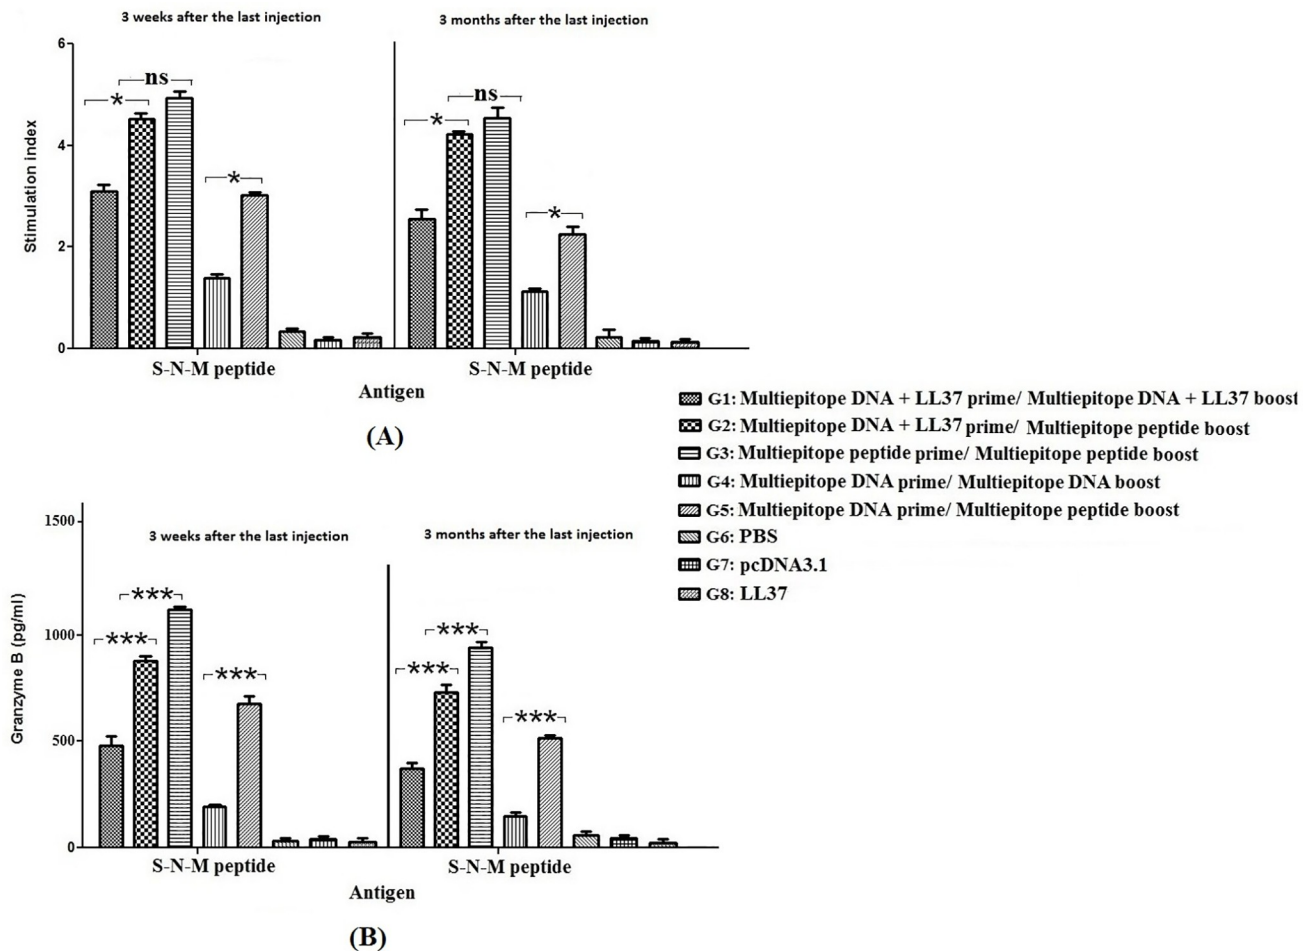 3 weeks after the last injection
3 months after the last injection
6
4
2
0
Stimulation index
ns
*
*
ns
*
*
S-N-M peptide
S-N-M peptide
Antigen
(A)
G1: Multiepitope DNA + LL37 prime/ Multiepitope DNA + LL37 boost
G2: Multiepitope DNA + LL37 prime/ Multiepitope peptide boost
G3: Multiepitope peptide prime/ Multiepitope peptide boost
G4: Multiepitope DNA prime/ Multiepitope DNA boost
G5: Multiepitope DNA prime/ Multiepitope peptide boost
G6: PBS
G7: pcDNA3.1
G8: LL37
3 weeks after the last injection
3 months after the last injection
1500
1000
500
0
Granzyme B (pg/ml)
***
***
***
***
***
***
S-N-M peptide
S-N-M peptide
Antigen
(B)